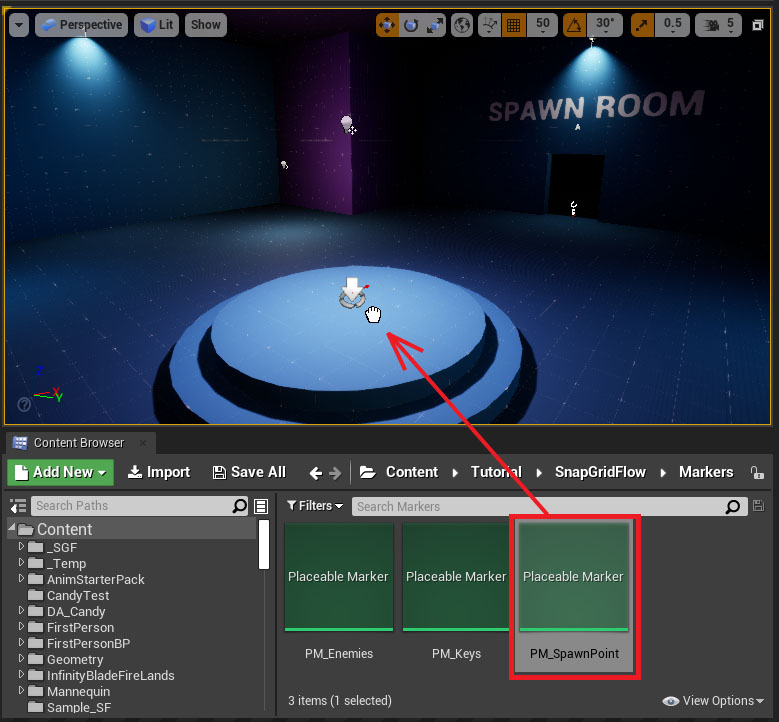 Perspective Lit Show 50 30° 0.5 5
SPAWN ROOM
A
Z
X
Y
?
Content Browser ×
Add New Import Save All Content Tutorial SnapGridFlow Markers
Search Paths
Filters Search Markers
Content
_SGF
_Temp
AnimStarterPack
CandyTest
DA_Candy
FirstPerson
FirstPersonBP
Geometry
InfinityBladeFireLands
Mannequin
Sample_SF
Placeable Marker Placeable Marker Placeable Marker
PM_Enemies PM_Keys PM_SpawnPoint
3 items (1 selected) View Options